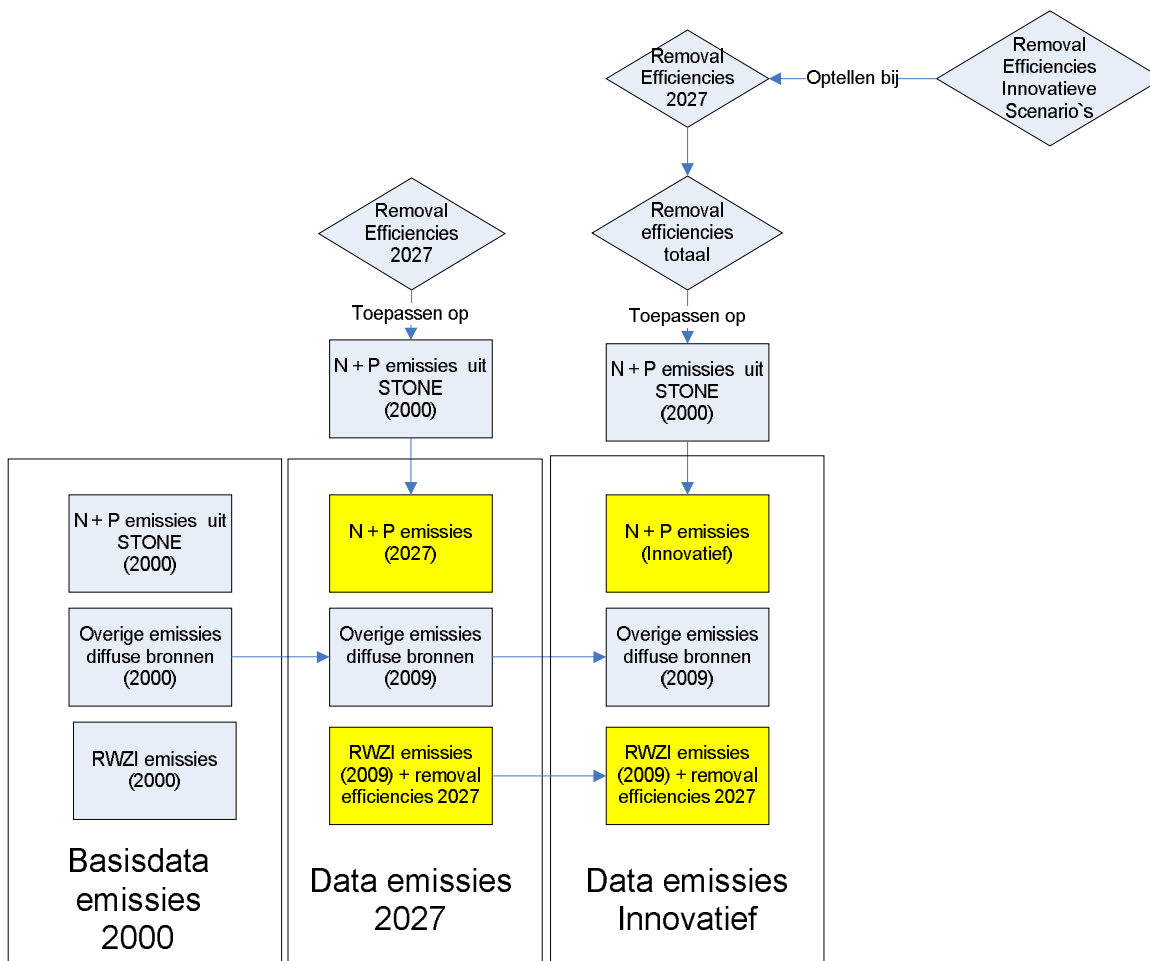 Removal
Efficiencies
2027
Optellen bij
Removal
Efficiencies
Innovatieve
Scenario`s
Removal
Efficiencies
2027
Removal
efficiencies
totaal
Toepassen op
Toepassen op
N + P emissies uit
STONE
(2000)
N + P emissies uit
STONE
(2000)
N + P emissies uit
STONE
(2000)
N + P emissies
(2027)
N + P emissies
(Innovatief)
Overige emissies
diffuse bronnen
(2000)
Overige emissies
diffuse bronnen
(2009)
Overige emissies
diffuse bronnen
(2009)
RWZI emissies
(2000)
RWZI emissies
(2009) + removal
efficiencies 2027
RWZI emissies
(2009) + removal
efficiencies 2027
Basisdata
emissies
2000
Data emissies
2027
Data emissies
Innovatief